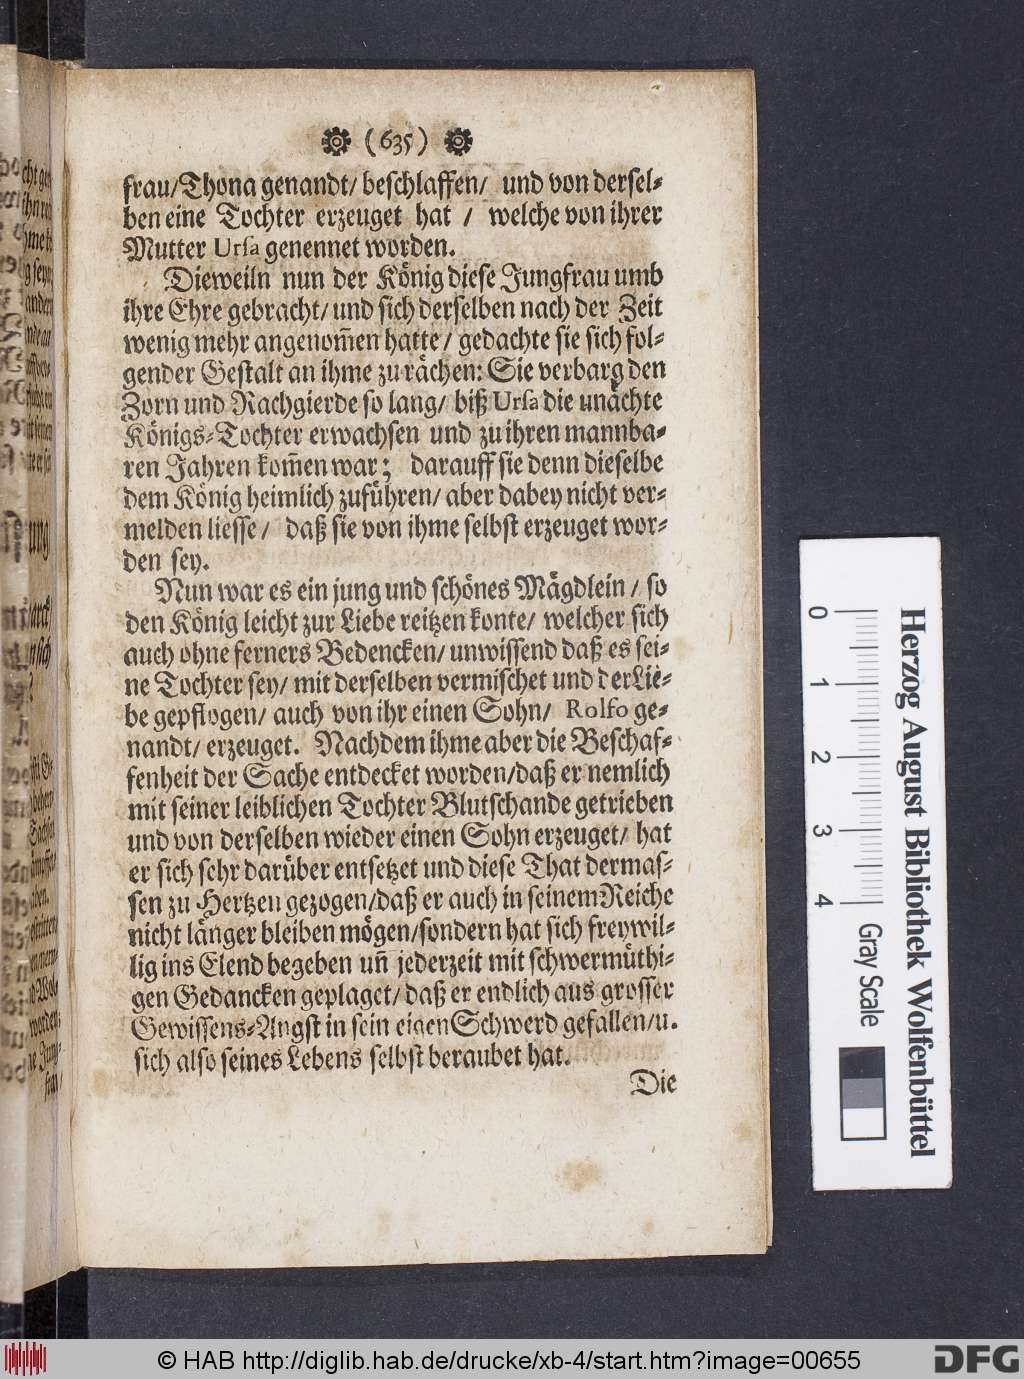 (635)
frau/Thona genandt/ beschlaffen/ und von dersel-
ben eine Tochter erzeuget hat / welche von ihrer
Mutter Ursa genennet worden.
Dieweiln nun der König diese Jungfrau umb
ihre Ehre gebracht/und sich derselben nach der Zeit
wenig mehr angenom̃en hatte/ gedachte sie sich fol-
gender Gestalt an ihme zu rächen: Sie verbarg den
Zorn und Rachgierde so lang/ biß Ursa die unächte
Königs-Tochter erwachsen und zu ihren mannba-
ren Jahren kom̃en war; darauff sie denn dieselbe
dem König heimlich zuführen/ aber dabey nicht ver-
melden liesse/ daß sie von ihme selbst erzeuget wor-
den sey.
Nun war es ein jung und schönes Mägdlein / so
den König leicht zur Liebe reitzen konte/ welcher sich
auch ohne ferners Bedencken/ unwissend daß es sei-
ne Tochter sey/ mit derselben vermischet und der Lie-
be gepflogen/ auch von ihr einen Sohn/ Rolfo ge-
nandt/ erzeuget. Nachdem ihme aber die Beschaf-
fenheit der Sache entdecket worden/daß er nemlich
mit seiner leiblichen Tochter Blutschande getrieben
und von derselben wieder einen Sohn erzeuget/ hat
er sich sehr darüber entsetzet und diese That dermas-
sen zu Hertzen gezogen/daß er auch in seinem Reiche
nicht länger bleiben mögen/sondern hat sich freywil-
lig ins Elend begeben uñ jederzeit mit schwermüthi-
gen Gedancken geplaget/ daß er endlich aus grosser
Gewissens-Angst in sein eigen Schwerd gefallen/u.
sich also seines Lebens selbst beraubet hat.
Die
Herzog August Bibliothek Wolfenbüttel
0 1 2 3 4 Gray Scale
© HAB http://diglib.hab.de/drucke/xb-4/start.htm?image=00655
DFG